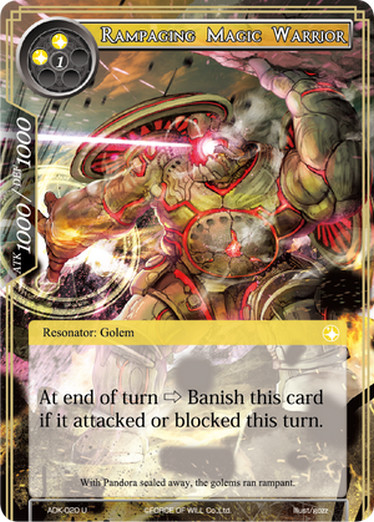 Rampaging Magic Warrior
1
ATK 1000 / DEF 1000
Resonator: Golem
At end of turn ⇨ Banish this card
if it attacked or blocked this turn.
With Pandora sealed away, the golems ran rampant.
ADK-020 U
©FORCE OF WILL Co.,Ltd.